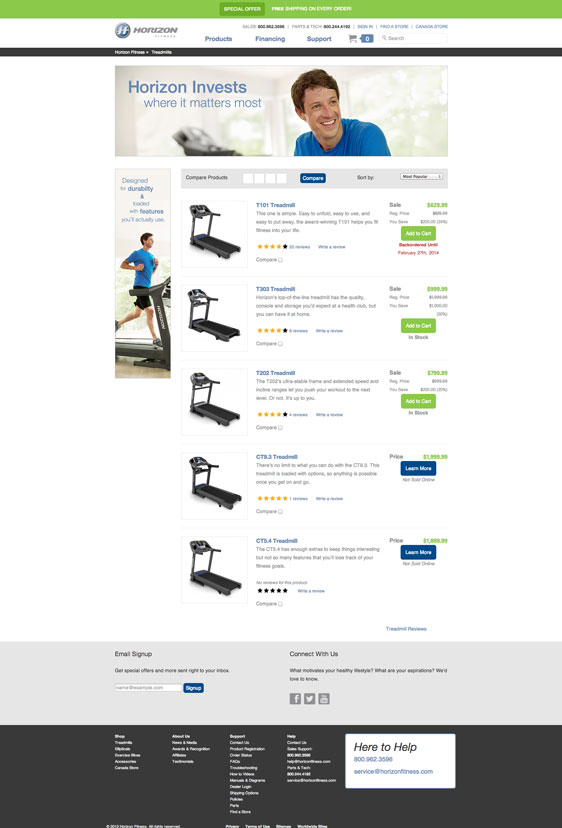 SPECIAL OFFER FREE SHIPPING ON EVERY ORDER!
SALES: 800.962.3595 | PARTS & TECH: 800.244.4192 | SIGN IN | FIND A STORE | CANADA STORE
HORIZON
FITNESS
Products Financing Support 0 Search
Horizon Fitness Treadmills
Horizon Invests
where it matters most
Designed
for durability
&
loaded
with features
you'll actually use.
Compare Products Compare Sort by: Most Popular
T101 Treadmill
This one is simple. Easy to unfold, easy to use, and
easy to put away, the award-winning T101 helps you fit
fitness into your life.
Write a review
Compare
Sale $629.99
Reg. Price
You Save
Add to Cart
Backordered Until
February 27th, 2014
T303 Treadmill
Horizon's top-of-the-line treadmill has the quality,
console and storage you'd expect at a health club, but
you can have it at home.
Write a review
Compare
Sale $999.99
Reg. Price
You Save $1,000.00
Add to Cart
In Stock
T202 Treadmill
The T202's ultra-stable frame and extended speed and
incline ranges let you push your workout to the next
level. Or not. It's up to you.
4 reviews Write a review
Compare
Sale $799.99
Reg. Price $999.99
You Save $200.00 (20%)
Add to Cart
In Stock
CT9.3 Treadmill
There's no limit to what you can do with the CT9.3. This
treadmill is loaded with options, so anything is possible
once you get on and go.
1 reviews Write a review
Compare
Price $1,999.99
Learn More
Not Sold Online
CT5.4 Treadmill
The CT5.4 has enough extras to keep things interesting
but not so many features that you'll lose track of your
fitness goals.
No reviews for this product
Write a review
Compare
Price
Learn More
Not Sold Online
Treadmill Reviews
Email Signup
Get special offers and more sent right to your inbox.
name@example.com Signup
Connect With Us
What motivates your healthy lifestyle? What are your aspirations? We'd
love to know.
Shop
Treadmills
Ellipticals
Exercise Bikes
Accessories
Canada Store
About Us
News & Media
Awards & Recognition
Affiliates
Testimonials
Support
Contact Us
Product Registration
Order Status
FAQs
Troubleshooting
How to Videos
Manuals & Diagrams
Dealer Login
Shipping Options
Policies
Parts
Find a Store
Help
Contact Us
Sales Support:
800.962.3595
help@horizonfitness.com
Parts & Tech:
800.244.4192
service@horizonfitness.com
Here to Help
800.962.3596
service@horizonfitness.com
© 2013 Horizon Fitness. All rights reserved. Privacy Terms of Use Sitemap Worldwide Sites